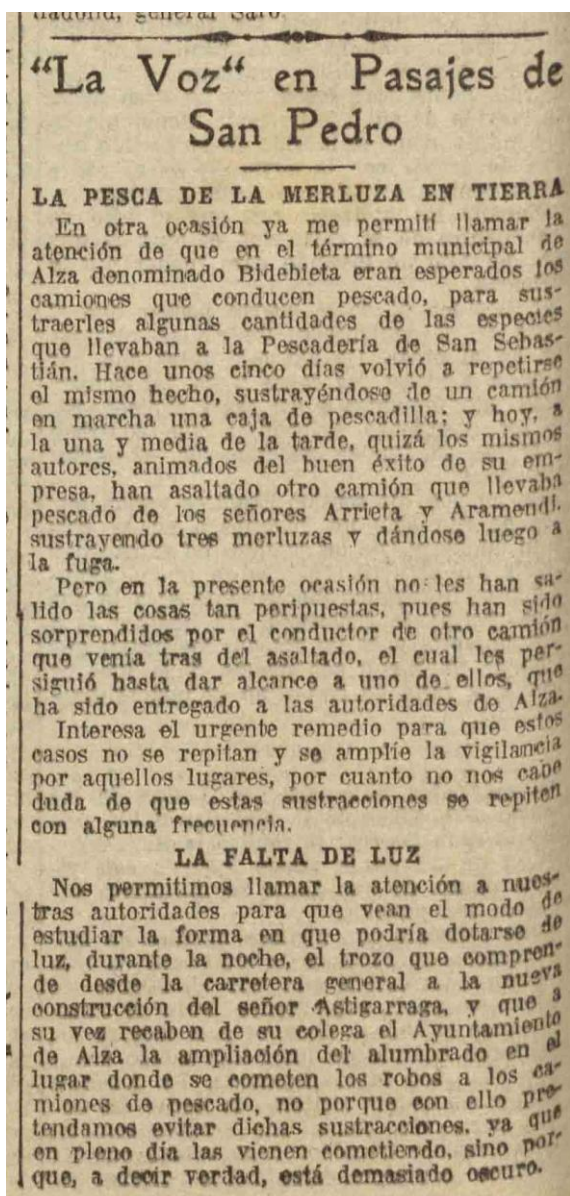 nadond, general Saro.
“La Voz“ en Pasajes de
San Pedro
LA PESCA DE LA MERLUZA EN TIERRA
En otra ocasión ya me permití llamar la
atención de que en el término municipal de
Alza denominado Bidebieta eran esperados los
camiones que conducen pescado, para sus-
traerles algunas cantidades de las especies
que llevaban a la Pescadería de San Sebas-
tián. Hace unos cinco días volvió a repetirse
el mismo hecho, sustrayéndose de un camión
en marcha una caja de pescadilla; y hoy, a
la una y media de la tarde, quizá los mismos
autores, animados del buen éxito de su em-
presa, han asaltado otro camión que llevaba
pescado de los señores Arrieta y Aramendi,
sustrayendo tres merluzas y dándose luego a
la fuga.
Pero en la presente ocasión no les han sa-
lido las cosas tan peripuestas, pues han sido
sorprendidos por el conductor de otro camión
que venía tras del asaltado, el cual les per-
siguió hasta dar alcance a uno de ellos, que
ha sido entregado a las autoridades de Alza.
Interesa el urgente remedio para que estos
casos no se repitan y se amplíe la vigilancia
por aquellos lugares, por cuanto no nos cabe
duda de que estas sustracciones se repiten
con alguna frecuencia.
LA FALTA DE LUZ
Nos permitimos llamar la atención a nues-
tras autoridades para que vean el modo de
estudiar la forma en que podría dotarse de
luz, durante la noche, el trozo que compren-
de desde la carretera general a la nueva
construcción del señor Astigarraga, y que a
su vez recaben de su colega el Ayuntamiento
de Alza la ampliación del alumbrado en el
lugar donde se cometen los robos a los ca-
miones de pescado, no porque con ello pre-
tendamos evitar dichas sustracciones, ya que
en pleno día las vienen cometiendo, sino por-
que, a decir verdad, está demasiado oscuro.